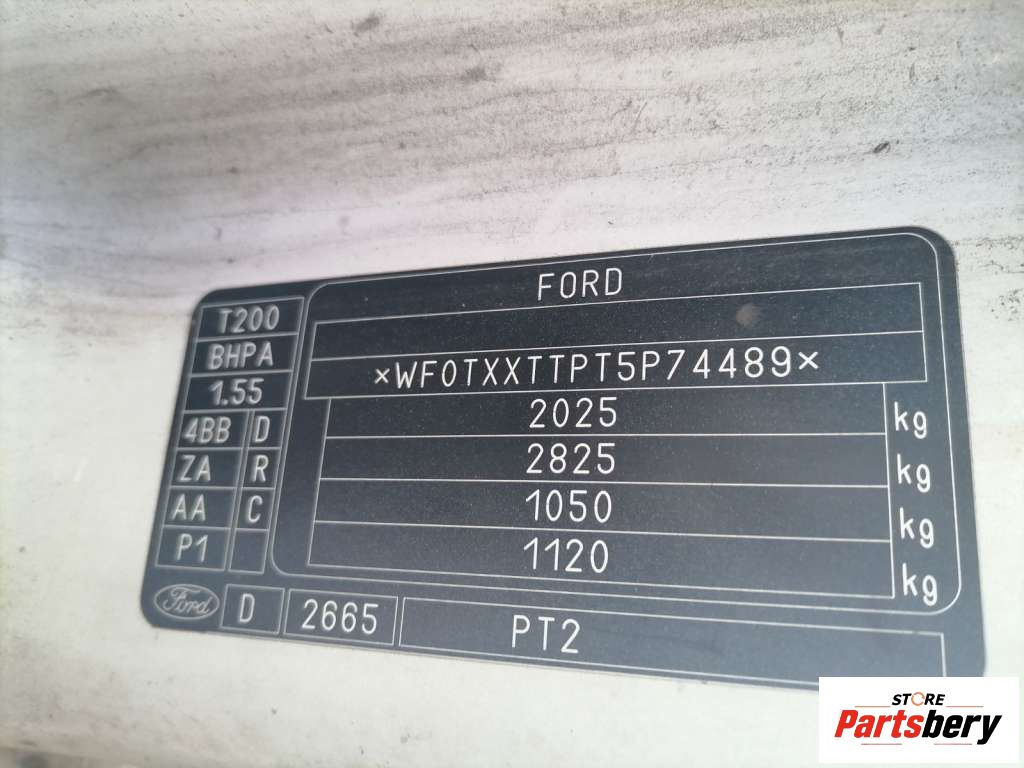 FORD
T200
BHPA
*WF0TXXTTPT5P74489*
1.55
2025 kg
4BB D
2825 kg
ZA R
1050 kg
AA C
1120 kg
P1
Ford D 2665 PT2
STORE
Partsbery